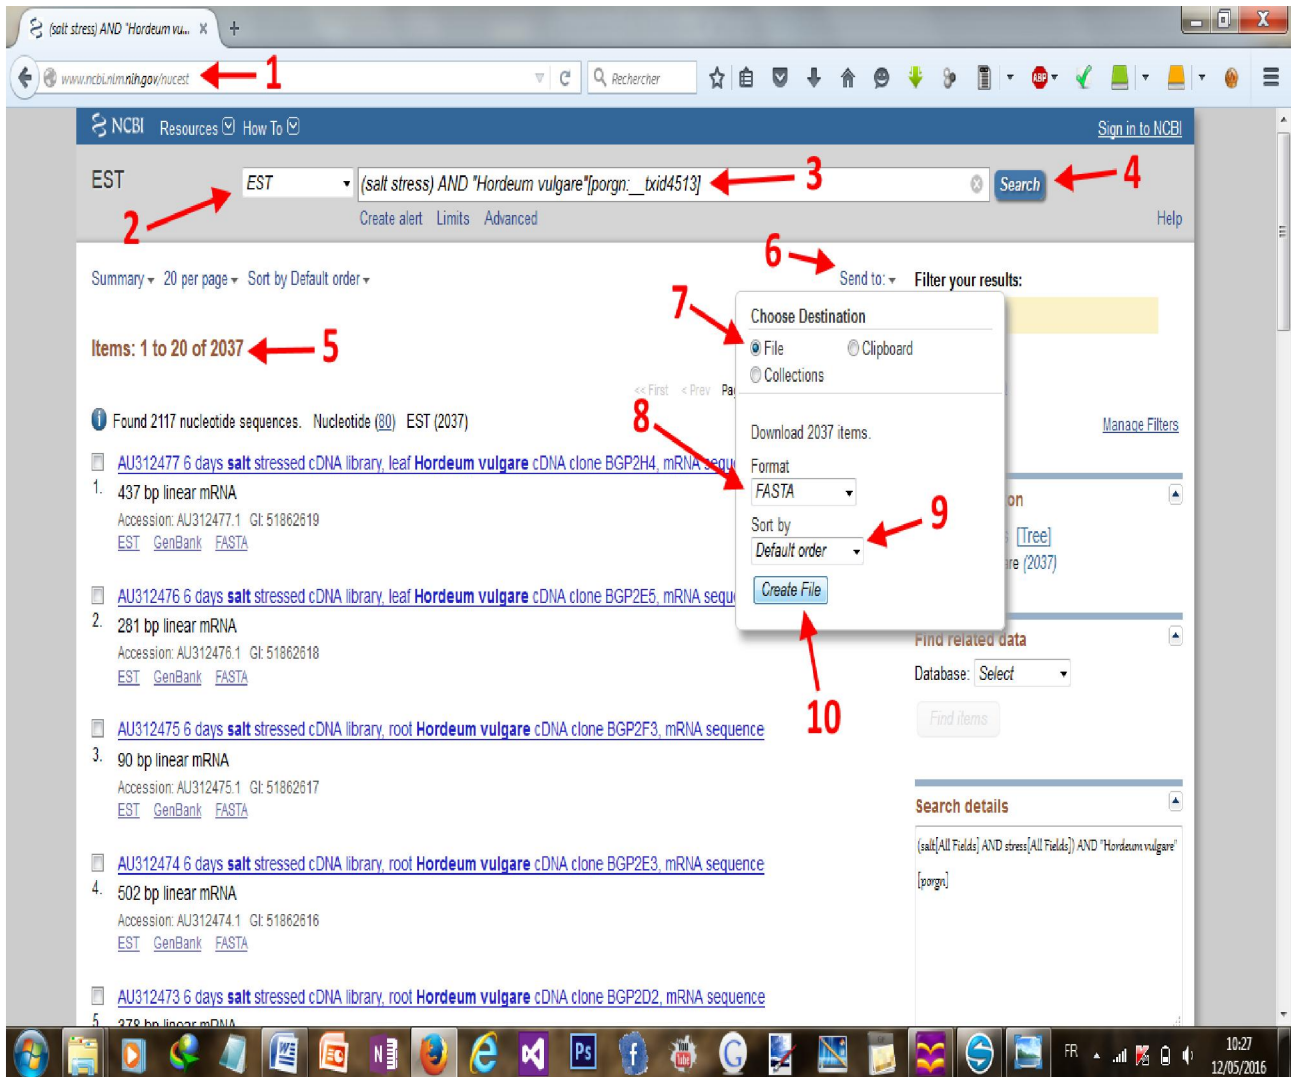 (salt stress) AND "Hordeum vu...
www.ncbi.nlm.nih.gov/nucest
1
Rechercher
ABP
NCBI Resources How To
Sign in to NCBI
EST
EST
(salt stress) AND "Hordeum vulgare"[porgn:__txid4513]
3
Search
4
2
Create alert Limits Advanced
Help
6
Summary 20 per page Sort by Default order
Send to:
Filter your results:
7
Choose Destination
Items: 1 to 20 of 2037
5
File
Clipboard
Collections
<< First < Prev
8
Found 2117 nucleotide sequences. Nucleotide (80) EST (2037)
Download 2037 items.
Manage Filters
AU312477 6 days salt stressed cDNA library, leaf Hordeum vulgare cDNA clone BGP2H4, mRNA
Format
1. 437 bp linear mRNA
FASTA
Accession: AU312477.1 GI: 51862619
9
Sort by
EST GenBank FASTA
[Tree]
Default order
(2037)
Create File
AU312476 6 days salt stressed cDNA library, leaf Hordeum vulgare cDNA clone BGP2E5, mRNA
2. 281 bp linear mRNA
Accession: AU312476.1 GI: 51862618
EST GenBank FASTA
Find related data
Database: Select
Find items
10
AU312475 6 days salt stressed cDNA library, root Hordeum vulgare cDNA clone BGP2F3, mRNA sequence
3. 90 bp linear mRNA
Accession: AU312475.1 GI: 51862617
EST GenBank FASTA
Search details
(salt[All Fields] AND stress[All Fields]) AND "Hordeum vulgare"
[porgn]
AU312474 6 days salt stressed cDNA library, root Hordeum vulgare cDNA clone BGP2E3, mRNA sequence
4. 502 bp linear mRNA
Accession: AU312474.1 GI: 51862616
EST GenBank FASTA
AU312473 6 days salt stressed cDNA library, root Hordeum vulgare cDNA clone BGP2D2, mRNA sequence
5. 378 bp linear mRNA
Ps
You Tube
FR
10:27
12/05/2016